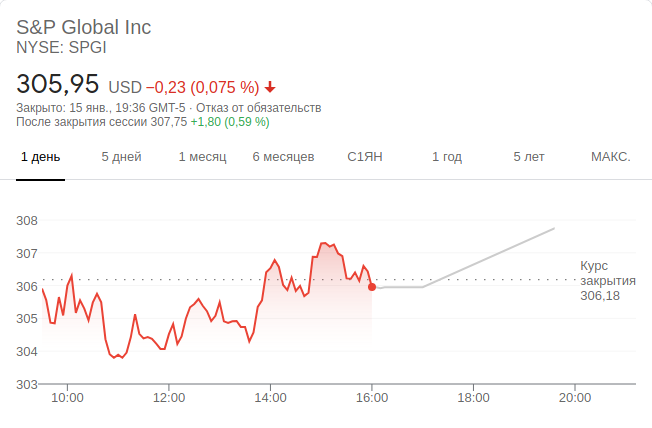 S&P Global Inc
NYSE: SPGI
305,95 USD −0,23 (0,075 %)
Закрыто: 15 янв., 19:36 GMT-5 · Отказ от обязательств
После закрытия сессии 307,75 +1,80 (0,59 %)
1 день 5 дней 1 месяц 6 месяцев С1ЯН 1 год 5 лет МАКС.
308
307
306
305
304
303
Курс
закрытия
306,18
10:00 12:00 14:00 16:00 18:00 20:00